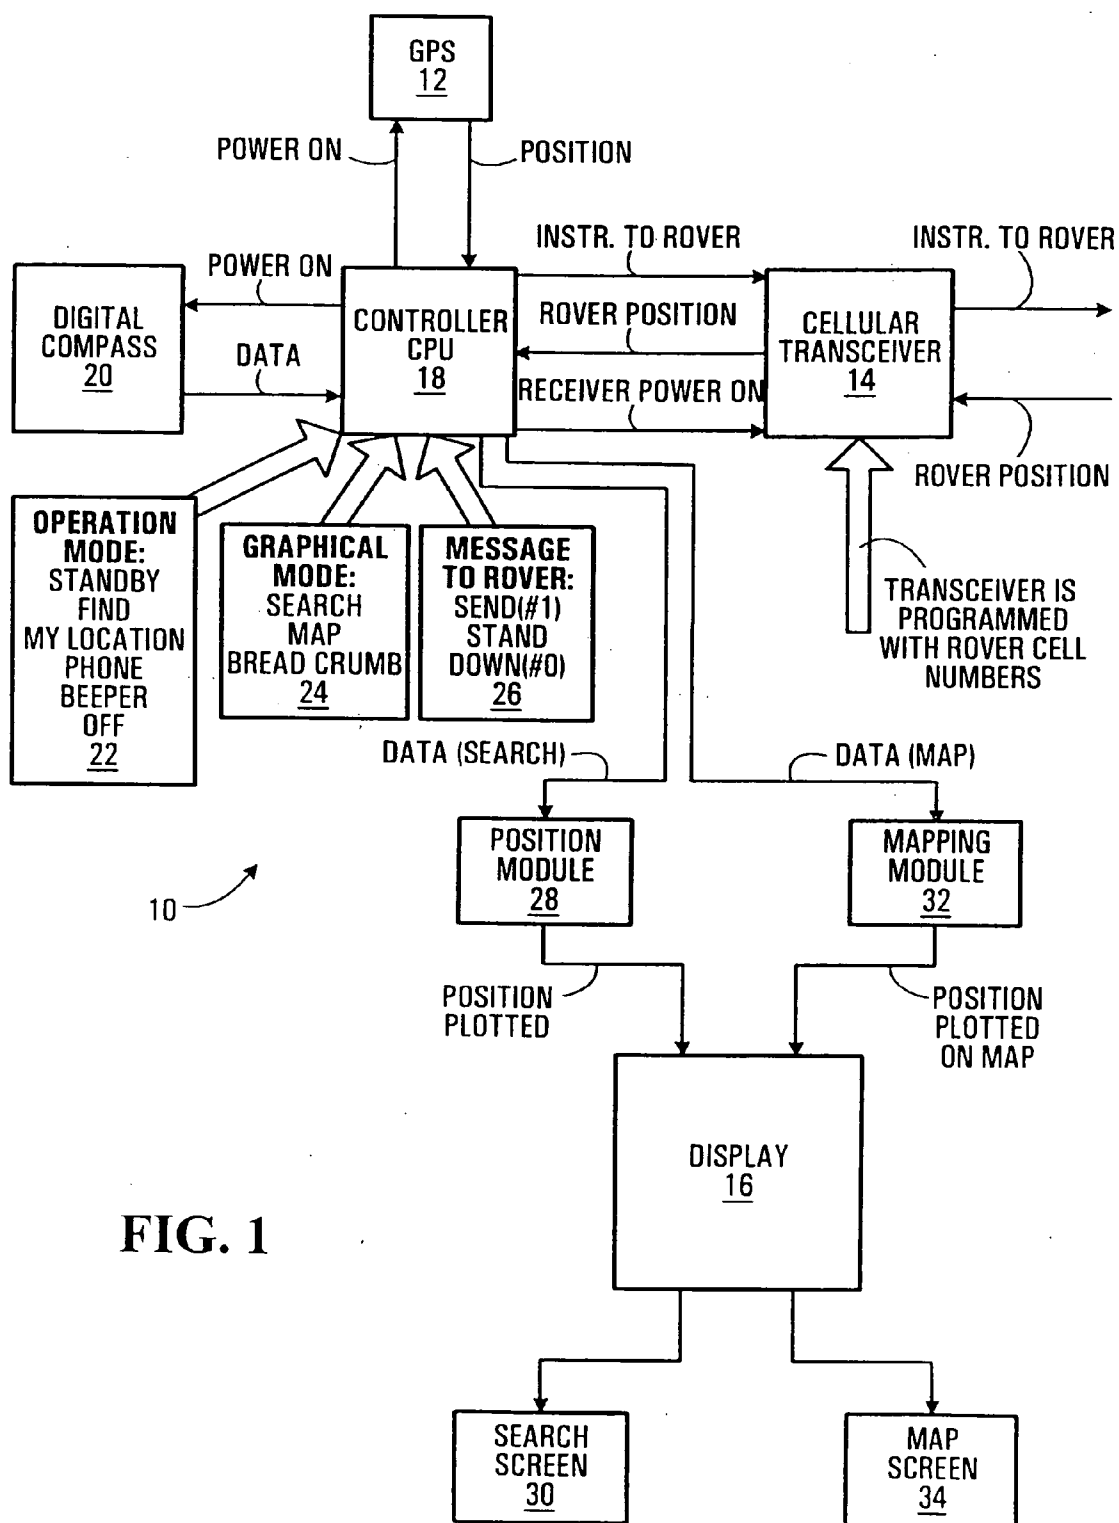 GPS
12
POWER ON
POSITION
INSTR. TO ROVER
INSTR. TO ROVER
POWER ON
DIGITAL
COMPASS
20
CONTROLLER
CPU
18
ROVER POSITION
CELLULAR
TRANSCEIVER
14
DATA
RECEIVER POWER ON
ROVER POSITION
OPERATION
MODE:
STANDBY
FIND
MY LOCATION
PHONE
BEEPER
OFF
22
GRAPHICAL
MODE:
SEARCH
MAP
BREAD CRUMB
24
MESSAGE
TO ROVER:
SEND(#1)
STAND
DOWN(#0)
26
TRANSCEIVER IS
PROGRAMMED
WITH ROVER CELL
NUMBERS
DATA (SEARCH)
DATA (MAP)
POSITION
MODULE
28
MAPPING
MODULE
32
10
POSITION
PLOTTED
POSITION
PLOTTED
ON MAP
DISPLAY
16
FIG. 1
SEARCH
SCREEN
30
MAP
SCREEN
34